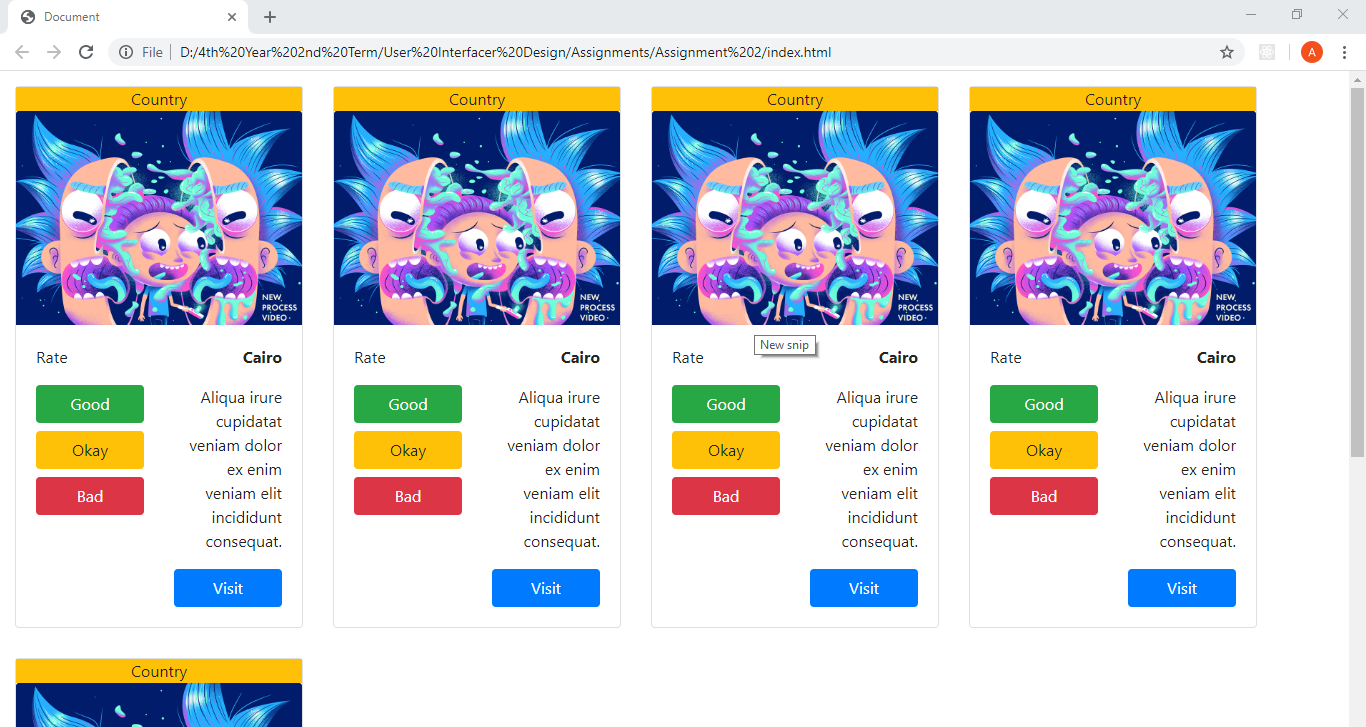 Document
File
D:/4th%20Year%202nd%20Term/User%20Interfacer%20Design/Assignments/Assignment%202/index.html
A
Country
NEW
PROCESS
VIDEO
Rate
Cairo
Good
Okay
Bad
Aliqua irure
cupidatat
veniam dolor
ex enim
veniam elit
incididunt
consequat.
Visit
Country
NEW
PROCESS
VIDEO
Rate
Cairo
Good
Okay
Bad
Aliqua irure
cupidatat
veniam dolor
ex enim
veniam elit
incididunt
consequat.
Visit
Country
NEW
PROCESS
VIDEO
New snip
Rate
Cairo
Good
Okay
Bad
Aliqua irure
cupidatat
veniam dolor
ex enim
veniam elit
incididunt
consequat.
Visit
Country
NEW
PROCESS
VIDEO
Rate
Cairo
Good
Okay
Bad
Aliqua irure
cupidatat
veniam dolor
ex enim
veniam elit
incididunt
consequat.
Visit
Country